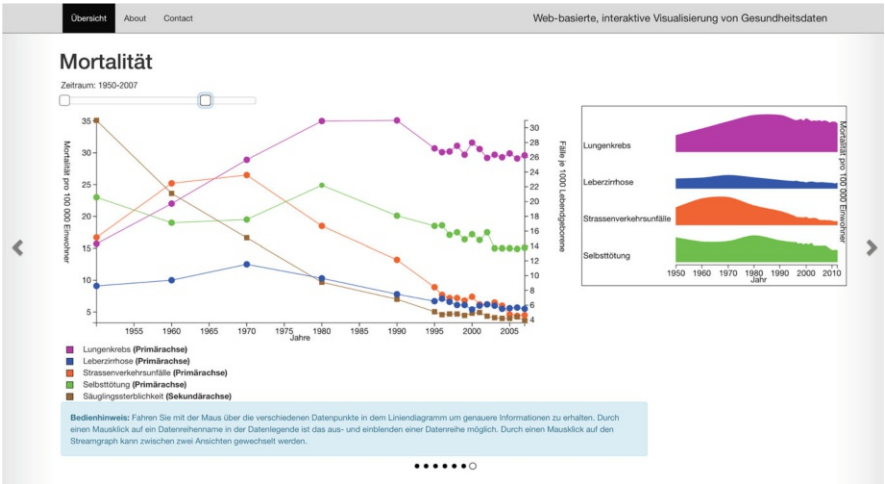 Übersicht About Contact Web-basierte, interaktive Visualisierung von Gesundheitsdaten
Mortalität
Zeitraum: 1950-2007
35
30
25
20
15
10
5
Mortalität pro 100 000 Einwohner
1955 1960 1965 1970 1975 1980 1985 1990 1995 2000 2005
Jahre
30
28
26
24
22
20
18
16
14
12
10
8
6
4
Fälle je 1000 Lebendgeborene
Lungenkrebs (Primärachse)
Leberzirrhose (Primärachse)
Strassenverkehrsunfälle (Primärachse)
Selbsttötung (Primärachse)
Säuglingssterblichkeit (Sekundärachse)
Lungenkrebs
Leberzirrhose
Strassenverkehrsunfälle
Selbsttötung
Mortalität pro 100 000 Einwohner
1950 1960 1970 1980 1990 2000 2010
Jahr
Bedienhinweis: Fahren Sie mit der Maus über die verschiedenen Datenpunkte in dem Liniendiagramm um genauere Informationen zu erhalten. Durch
einen Mausklick auf ein Datenreihenname in der Datenlegende ist das aus- und einblenden einer Datenreihe möglich. Durch einen Mausklick auf den
Streamgraph kann zwischen zwei Ansichten gewechselt werden.